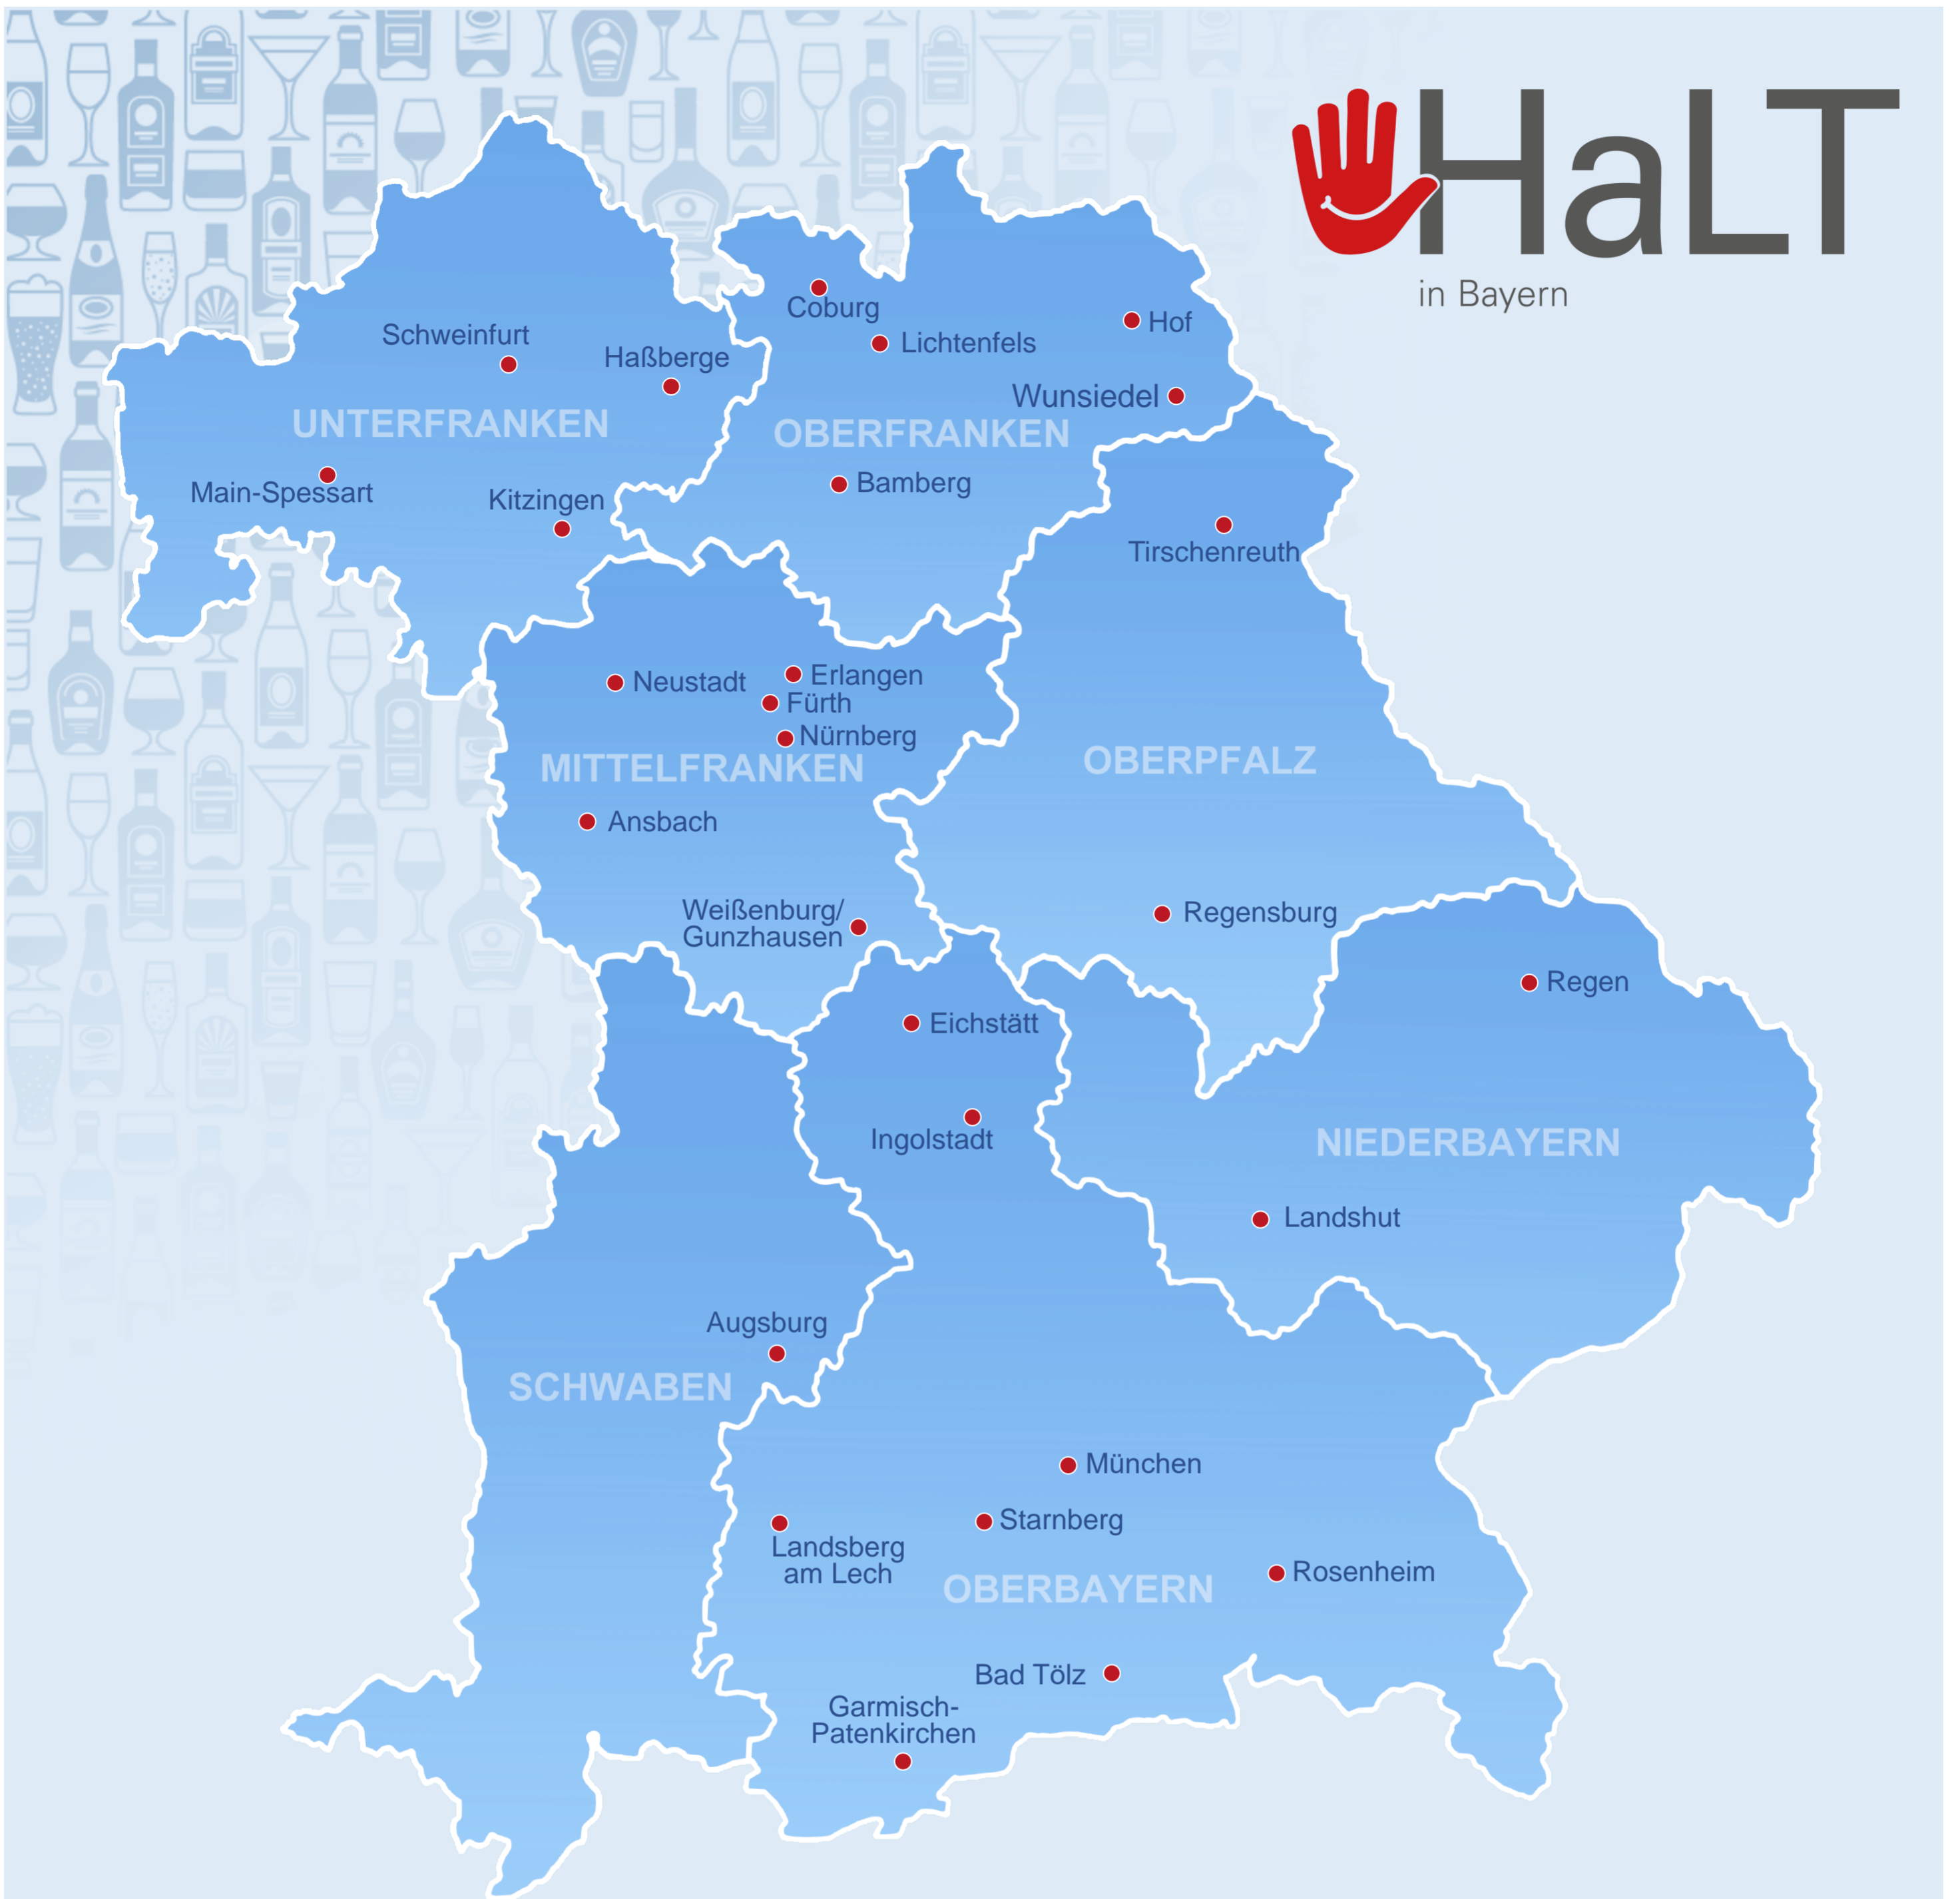 HaLT
in Bayern
Coburg
Hof
Schweinfurt
Lichtenfels
Haßberge
Wunsiedel
UNTERFRANKEN
OBERFRANKEN
Main-Spessart
Bamberg
Kitzingen
Tirschenreuth
Neustadt
Erlangen
Fürth
Nürnberg
MITTELFRANKEN
OBERPFALZ
Ansbach
Weißenburg/
Gunzhausen
Regensburg
Regen
Eichstätt
Ingolstadt
NIEDERBAYERN
Landshut
Augsburg
SCHWABEN
München
Starnberg
Landsberg
am Lech
Rosenheim
OBERBAYERN
Bad Tölz
Garmisch-
Patenkirchen